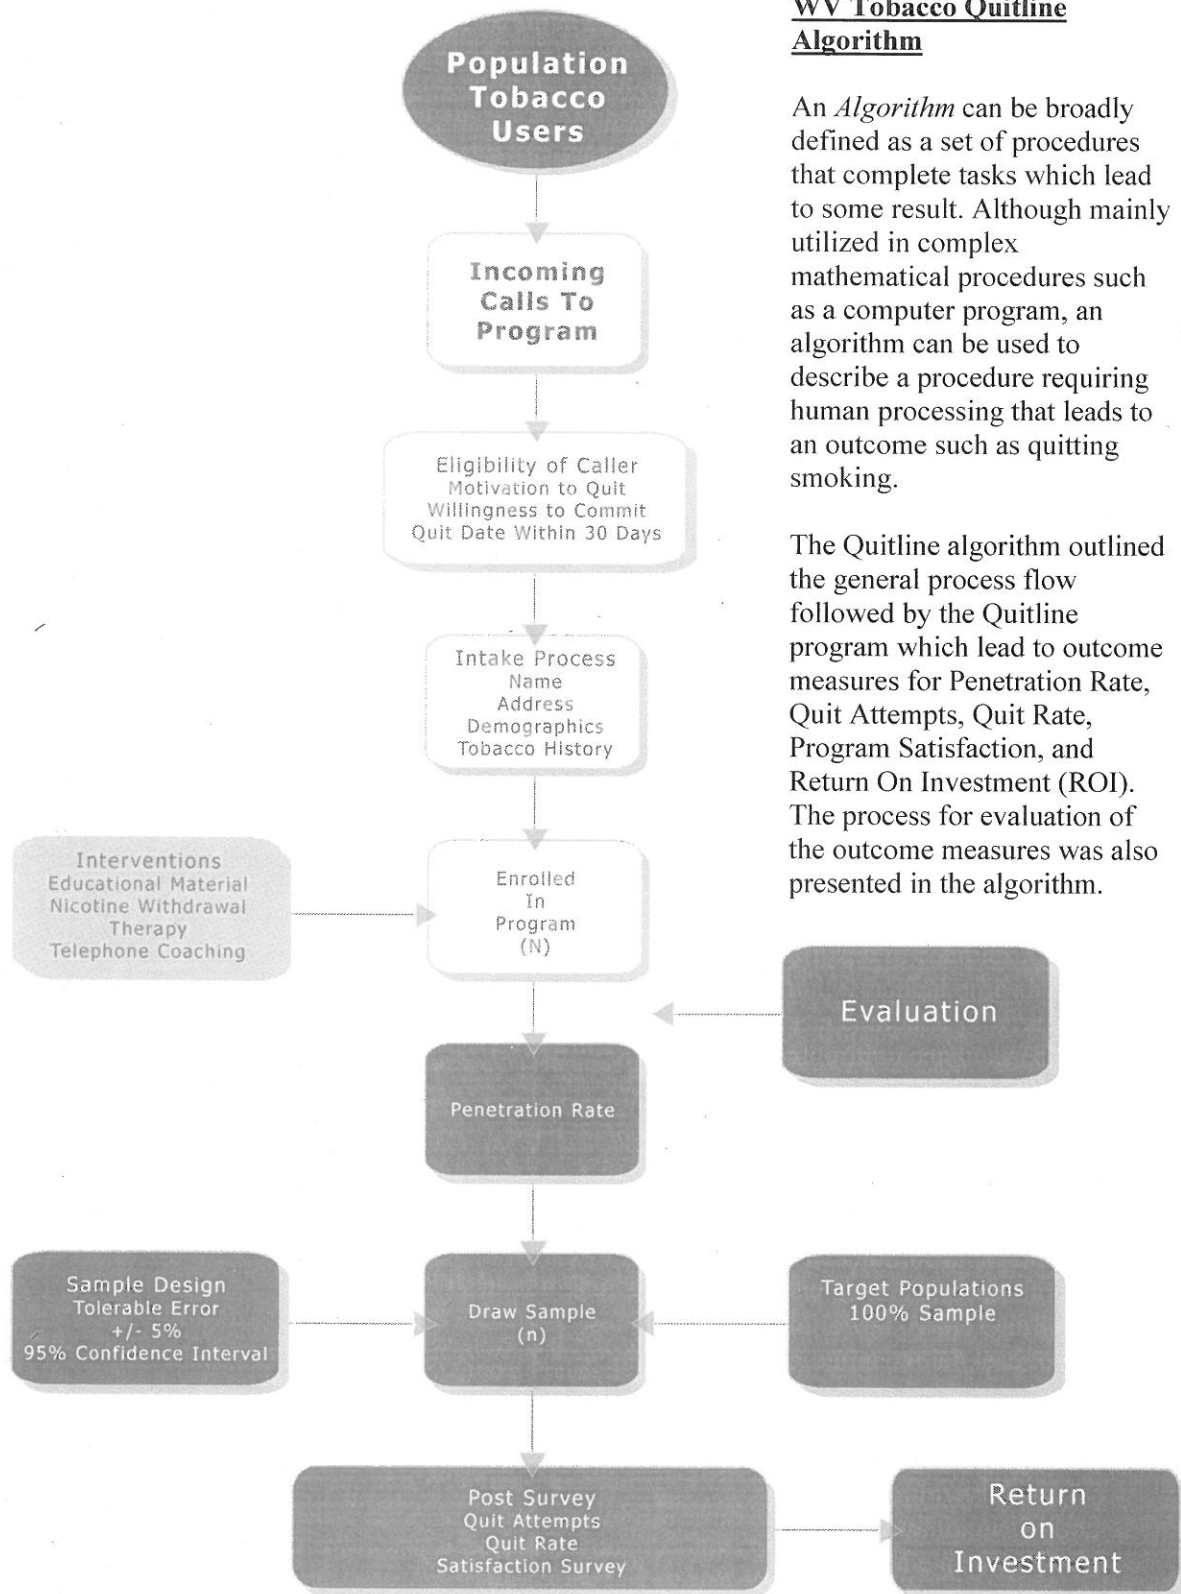 WV Tobacco Quitline
Algorithm
An Algorithm can be broadly
defined as a set of procedures
that complete tasks which lead
to some result. Although mainly
utilized in complex
mathematical procedures such
as a computer program, an
algorithm can be used to
describe a procedure requiring
human processing that leads to
an outcome such as quitting
smoking.
The Quitline algorithm outlined
the general process flow
followed by the Quitline
program which lead to outcome
measures for Penetration Rate,
Quit Attempts, Quit Rate,
Program Satisfaction, and
Return On Investment (ROI).
The process for evaluation of
the outcome measures was also
presented in the algorithm.
Population
Tobacco
Users
Incoming
Calls To
Program
Eligibility of Caller
Motivation to Quit
Willingness to Commit
Quit Date Within 30 Days
Intake Process
Name
Address
Demographics
Tobacco History
Interventions
Educational Material
Nicotine Withdrawal
Therapy
Telephone Coaching
Enrolled
In
Program
(N)
Evaluation
Penetration Rate
Sample Design
Tolerable Error
+/- 5%
95% Confidence Interval
Draw Sample
(n)
Target Populations
100% Sample
Post Survey
Quit Attempts
Quit Rate
Satisfaction Survey
Return
on
Investment